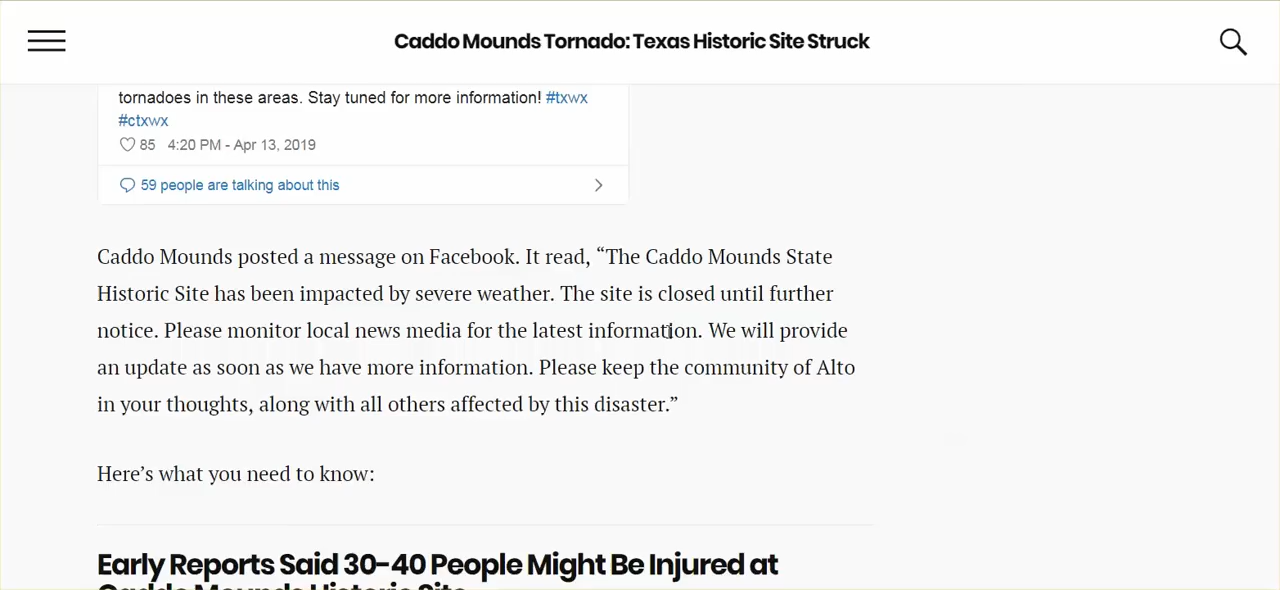 Caddo Mounds Tornado: Texas Historic Site Struck
tornadoes in these areas. Stay tuned for more information! #txwx
#ctxwx
85 4:20 PM - Apr 13, 2019
59 people are talking about this
Caddo Mounds posted a message on Facebook. It read, “The Caddo Mounds State
Historic Site has been impacted by severe weather. The site is closed until further
notice. Please monitor local news media for the latest information. We will provide
an update as soon as we have more information. Please keep the community of Alto
in your thoughts, along with all others affected by this disaster.”
Here’s what you need to know:
Early Reports Said 30-40 People Might Be Injured at
Caddo Mounds Historic Site